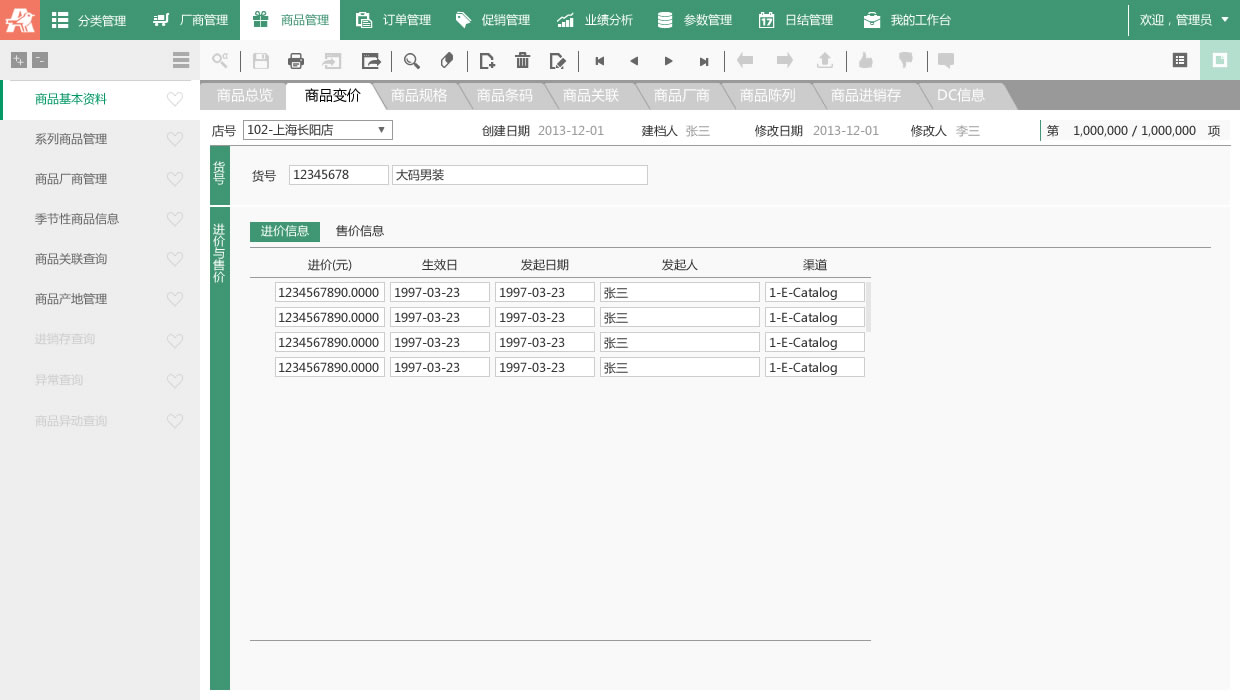 分类管理 厂商管理 商品管理 订单管理 促销管理 业绩分析 参数管理 日结管理 我的工作台 欢迎，管理员
商品基本资料
系列商品管理
商品厂商管理
季节性商品信息
商品关联查询
商品产地管理
进销存查询
异常查询
商品异动查询
商品总览 商品变价 商品规格 商品条码 商品关联 商品厂商 商品陈列 商品进销存 DC信息
店号 102-上海长阳店 创建日期 2013-12-01 建档人 张三 修改日期 2013-12-01 修改人 李三 第 1,000,000 / 1,000,000 项
货号
货号 12345678 大码男装
进价与售价
进价信息 售价信息
进价(元) 生效日 发起日期 发起人 渠道
1234567890.0000 1997-03-23 1997-03-23 张三 1-E-Catalog
1234567890.0000 1997-03-23 1997-03-23 张三 1-E-Catalog
1234567890.0000 1997-03-23 1997-03-23 张三 1-E-Catalog
1234567890.0000 1997-03-23 1997-03-23 张三 1-E-Catalog